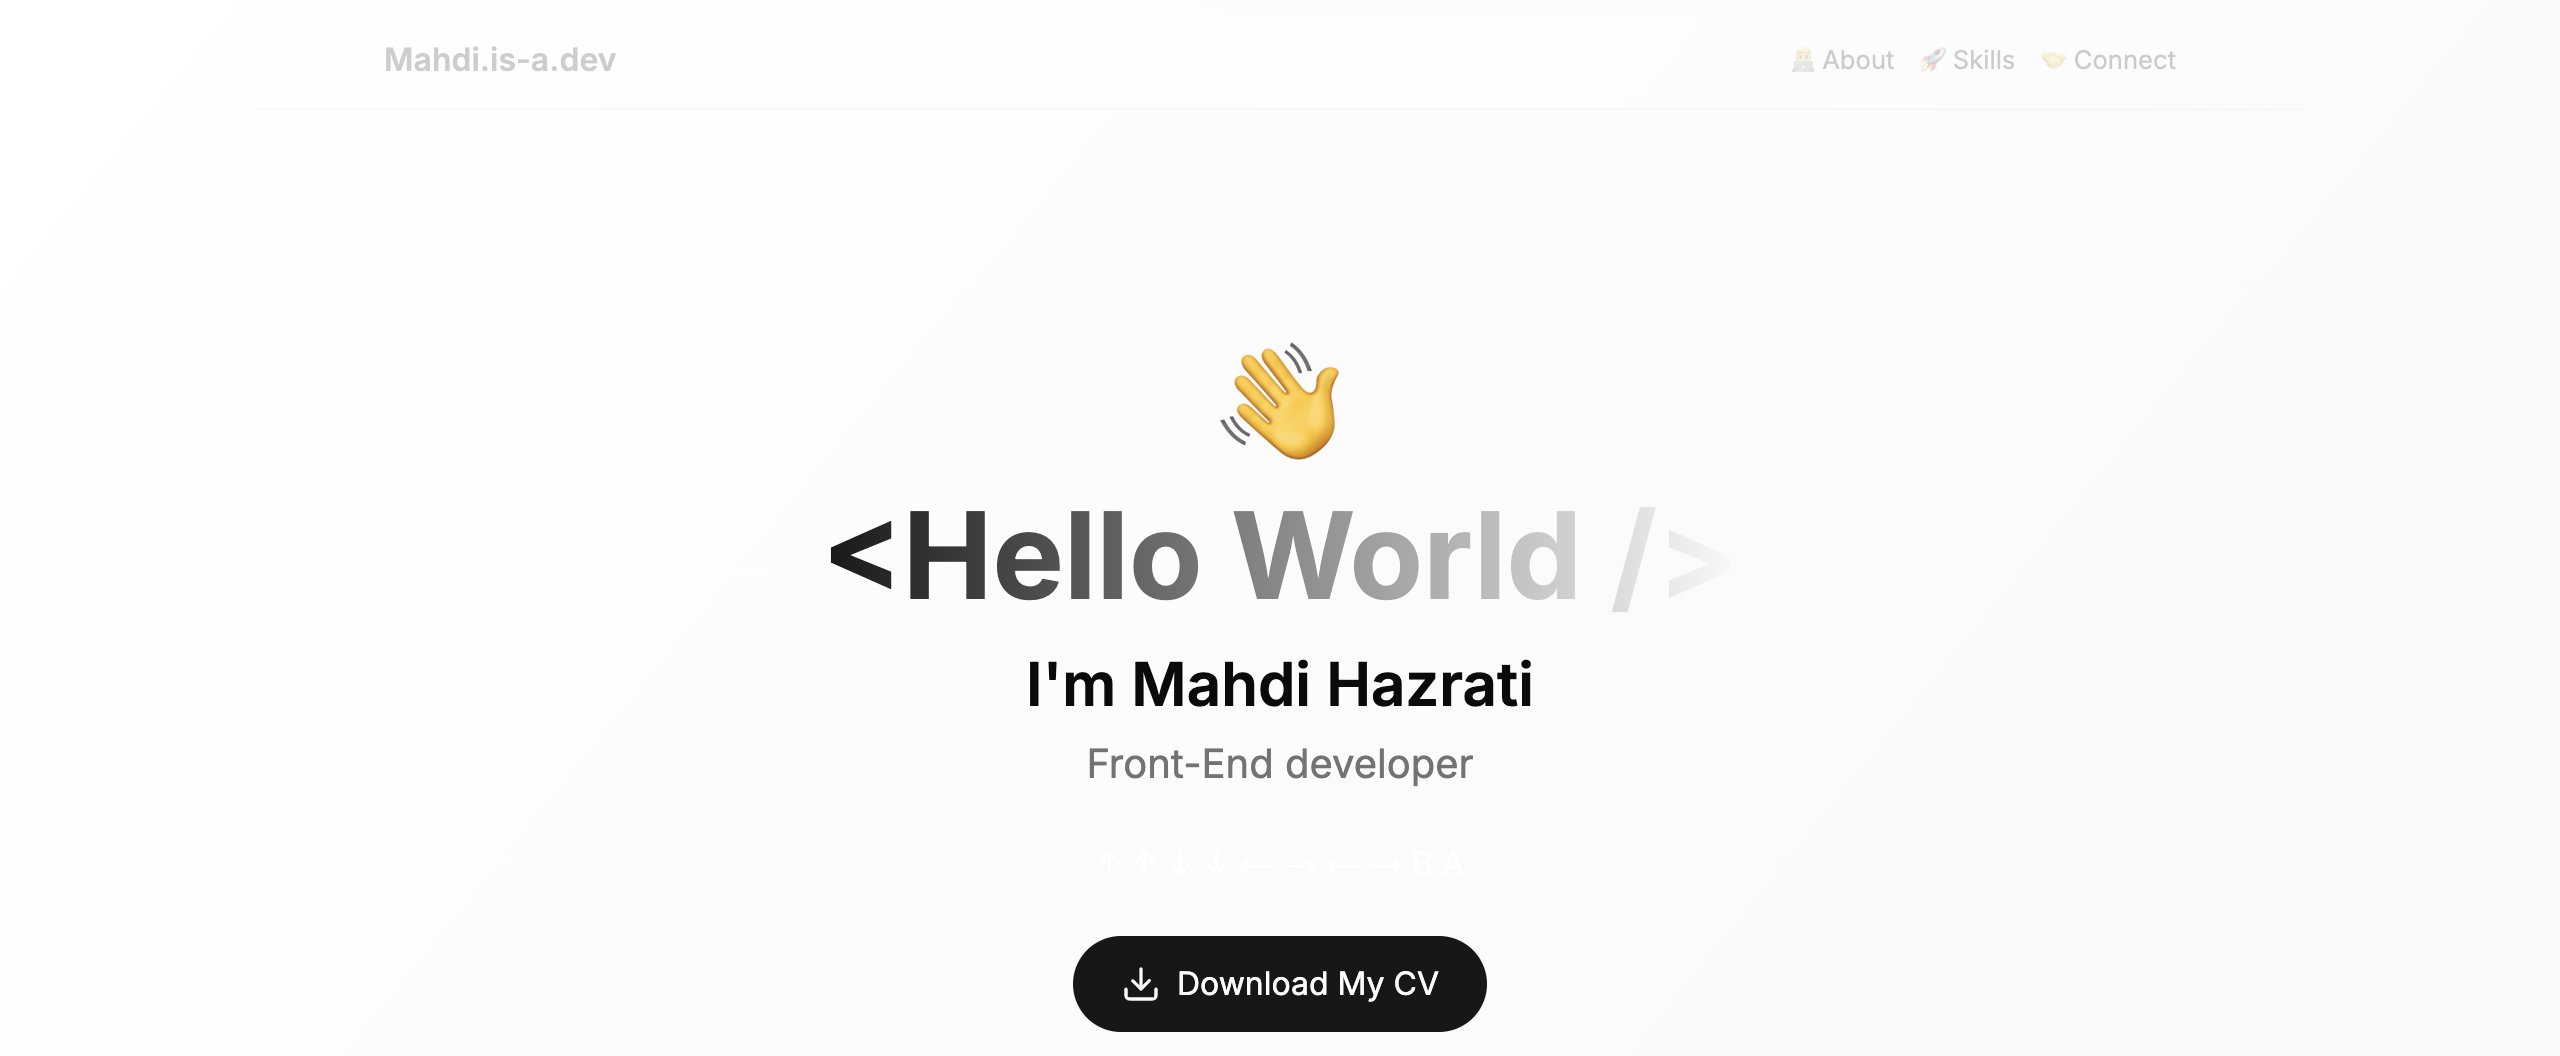 Mahdi.is-a.dev
👨🏻‍💻 About 🚀 Skills 🤝 Connect
👋
<Hello World />
I'm Mahdi Hazrati
Front-End developer
↑ ↑ ↓ ↓ ← → ← → B A
Download My CV